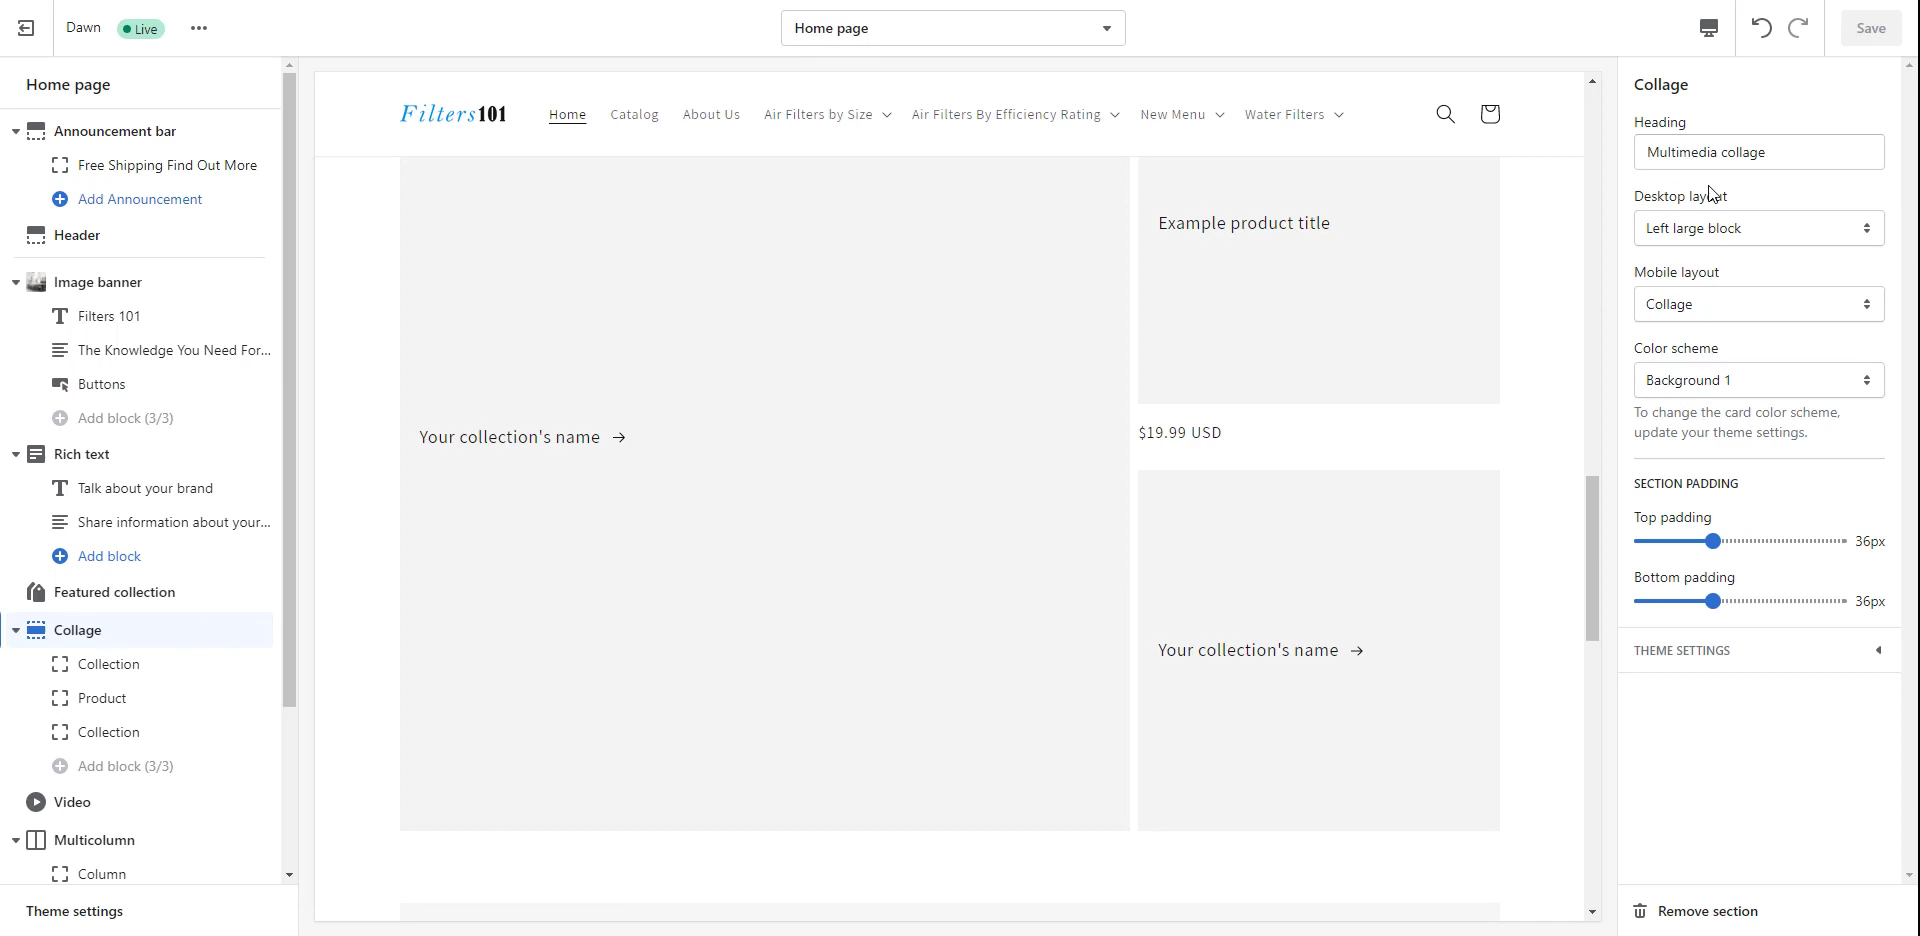 Dawn
Live
Home page
Save
Home page
Announcement bar
Free Shipping Find Out More
Add Announcement
Header
Image banner
Filters 101
The Knowledge You Need For...
Buttons
Add block (3/3)
Rich text
Talk about your brand
Share information about your...
Add block
Featured collection
Collage
Collection
Product
Collection
Add block (3/3)
Video
Multicolumn
Column
Theme settings
Filters101
Home
Catalog
About Us
Air Filters by Size
Air Filters By Efficiency Rating
New Menu
Water Filters
Your collection's name →
Example product title
$19.99 USD
Your collection's name →
Collage
Heading
Multimedia collage
Desktop layout
Left large block
Mobile layout
Collage
Color scheme
Background 1
To change the card color scheme,
update your theme settings.
SECTION PADDING
Top padding
36px
Bottom padding
36px
THEME SETTINGS
Remove section